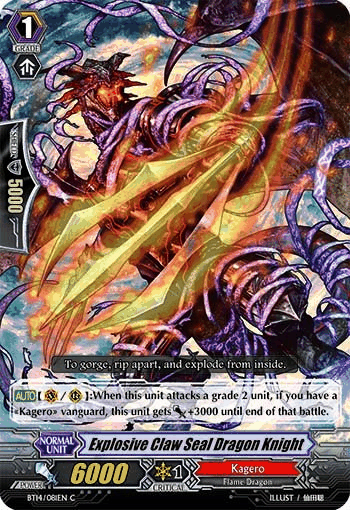 1
GRADE
SHIELD
5000
To gorge, rip apart, and explode from inside.
AUTO [ / ]:When this unit attacks a grade 2 unit, if you have a
«Kagero» vanguard, this unit gets +3000 until end of that battle.
NORMAL
UNIT
Explosive Claw Seal Dragon Knight
POWER
6000
1
CRITICAL
Kagero
Flame Dragon
BT14/081EN C
ILLUST / 仙田聡